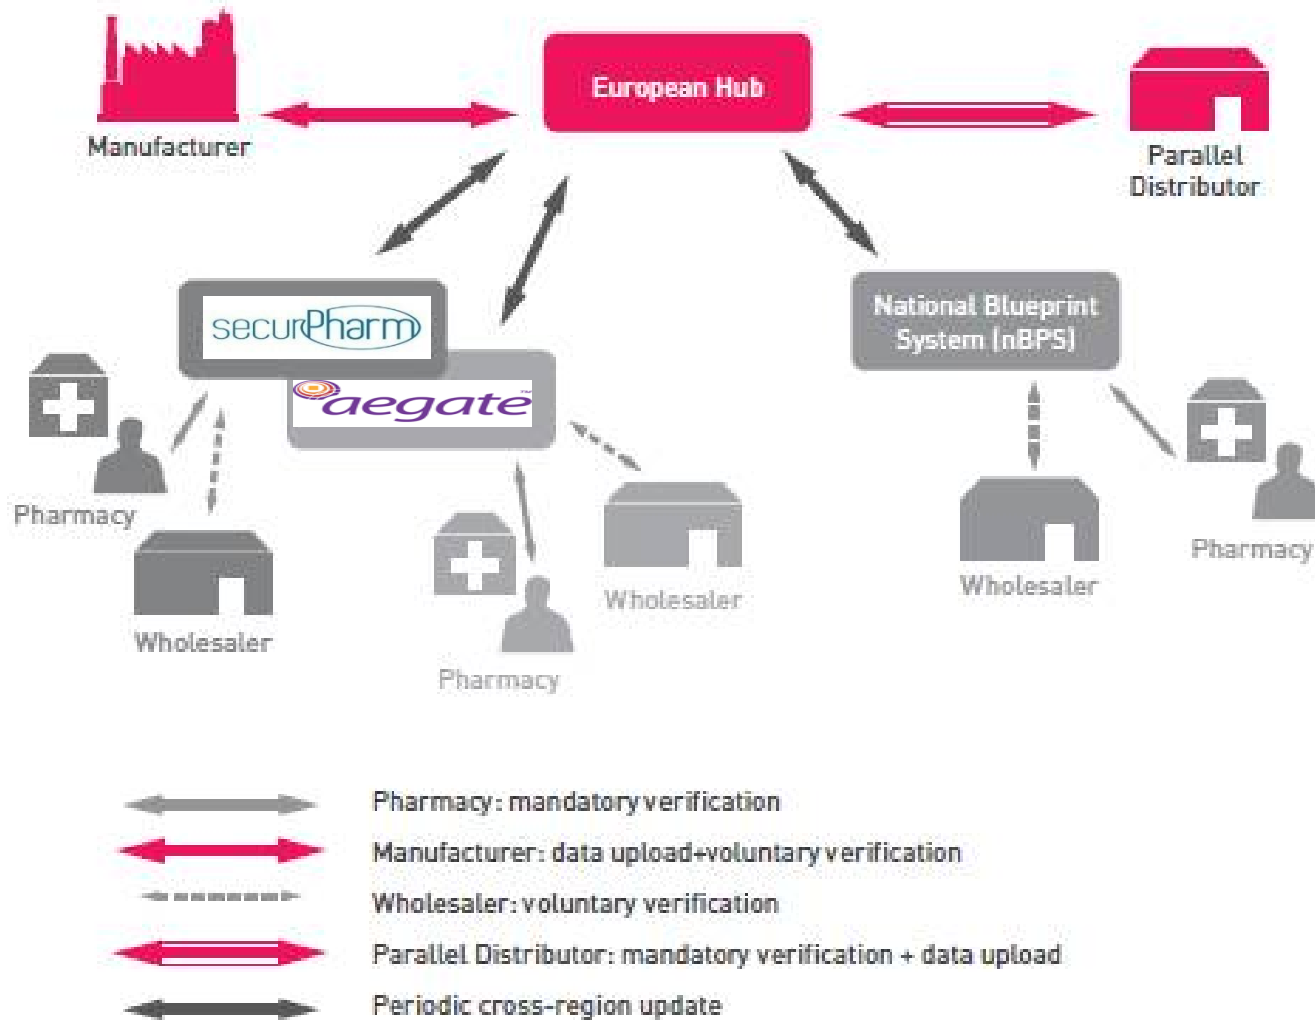 European Hub
Manufacturer
Parallel
Distributor
securPharm
National Blueprint
System (nBPS)
aegate™
Pharmacy
Wholesaler
Pharmacy
Wholesaler
Wholesaler
Pharmacy
Pharmacy: mandatory verification
Manufacturer: data upload+voluntary verification
Wholesaler: voluntary verification
Parallel Distributor: mandatory verification + data upload
Periodic cross-region update